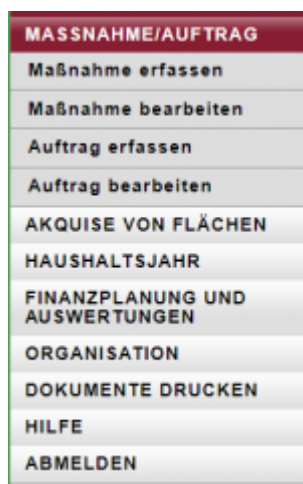 MASSNAHME/AUFTRAG
Maßnahme erfassen
Maßnahme bearbeiten
Auftrag erfassen
Auftrag bearbeiten
AKQUISE VON FLÄCHEN
HAUSHALTSJAHR
FINANZPLANUNG UND
AUSWERTUNGEN
ORGANISATION
DOKUMENTE DRUCKEN
HILFE
ABMELDEN